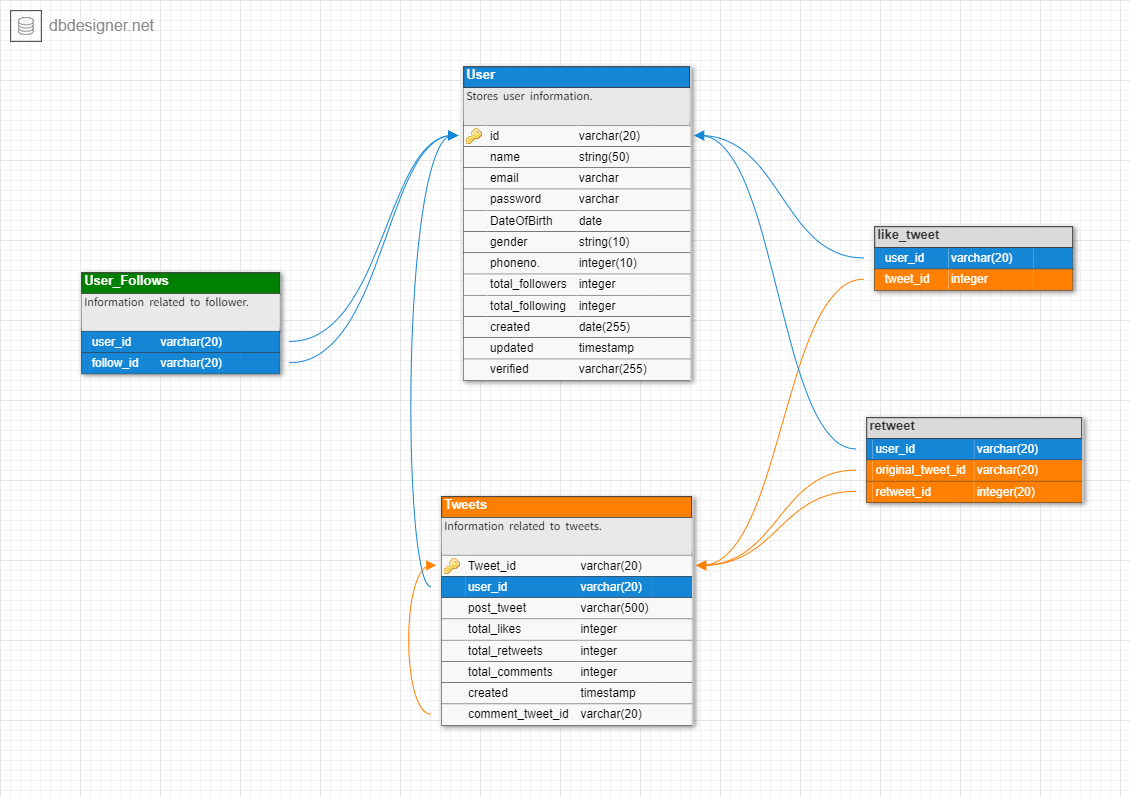 dbdesigner.net
User
Stores user information.
id varchar(20)
name string(50)
email varchar
password varchar
DateOfBirth date
gender string(10)
phoneno. integer(10)
total_followers integer
total_following integer
created date(255)
updated timestamp
verified varchar(255)
User_Follows
Information related to follower.
user_id varchar(20)
follow_id varchar(20)
like_tweet
user_id varchar(20)
tweet_id integer
retweet
user_id varchar(20)
original_tweet_id varchar(20)
retweet_id integer(20)
Tweets
Information related to tweets.
Tweet_id varchar(20)
user_id varchar(20)
post_tweet varchar(500)
total_likes integer
total_retweets integer
total_comments integer
created timestamp
comment_tweet_id varchar(20)